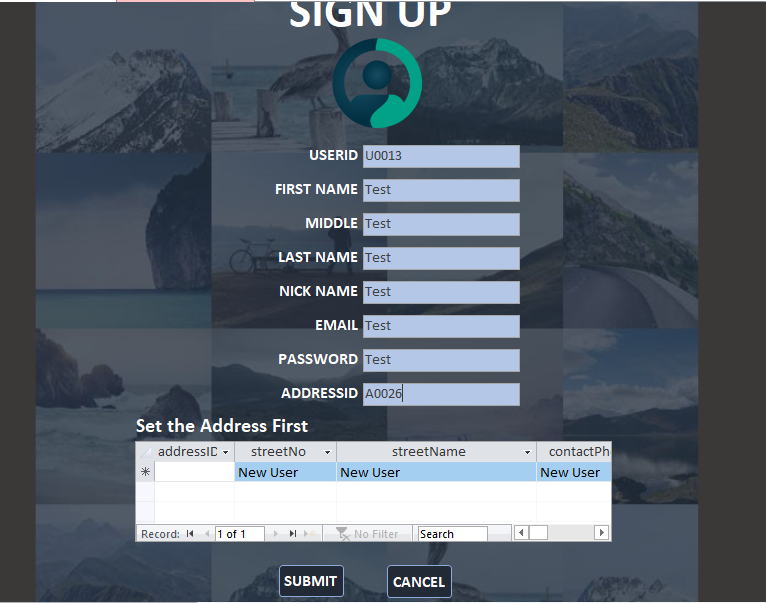 SIGN UP
USERID U0013
FIRST NAME Test
MIDDLE Test
LAST NAME Test
NICK NAME Test
EMAIL Test
PASSWORD Test
ADDRESSID A0026
Set the Address First
addressID streetNo streetName contactPh
New User New User New User
Record: 1 of 1 No Filter Search
SUBMIT CANCEL